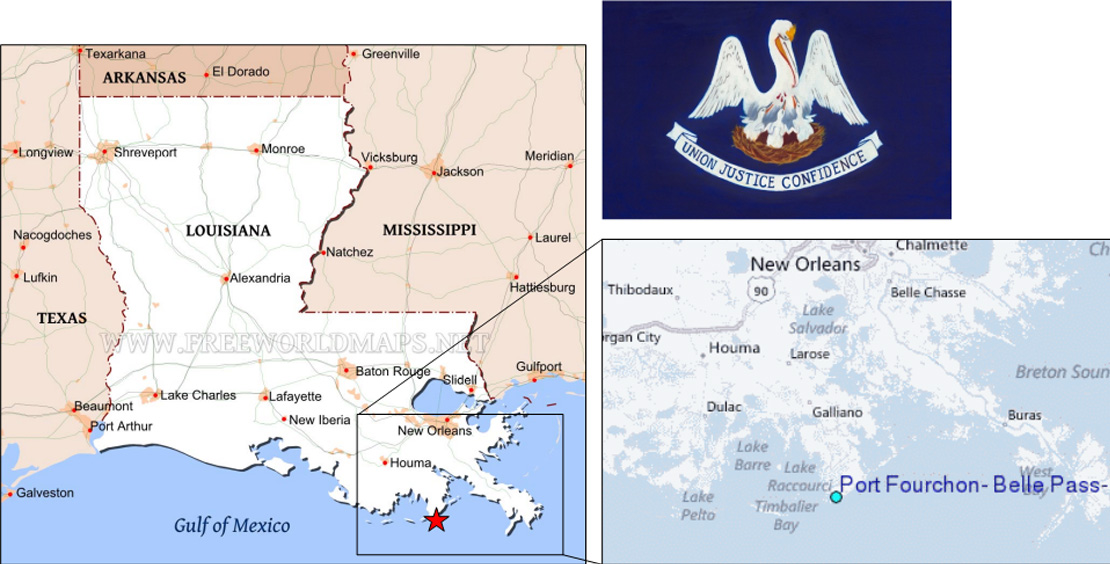 UNION JUSTICE CONFIDENCE
Texarkana
Greenville
ARKANSAS
El Dorado
Longview
Shreveport
Monroe
Vicksburg
Jackson
Meridian
LOUISIANA
MISSISSIPPI
Nacogdoches
Natchez
Laurel
Lufkin
Alexandria
Hattiesburg
TEXAS
WWW.FREEWORLDMAPS.NET
Baton Rouge
Slidell
Gulfport
Beaumont
Lake Charles
Lafayette
Port Arthur
New Iberia
New Orleans
Houma
Galveston
Gulf of Mexico
Chalmette
Ch
New Orleans
Thibodaux
90
Belle Chasse
Lake
Salvador
rgan City
Houma
Larose
Breton Soun
Dulac
Galliano
Buras
Lake
Barre
Lake
Raccourci
West
Bay
Port Fourchon- Belle Pass-
Lake
Pelto
Timbalier
Bay